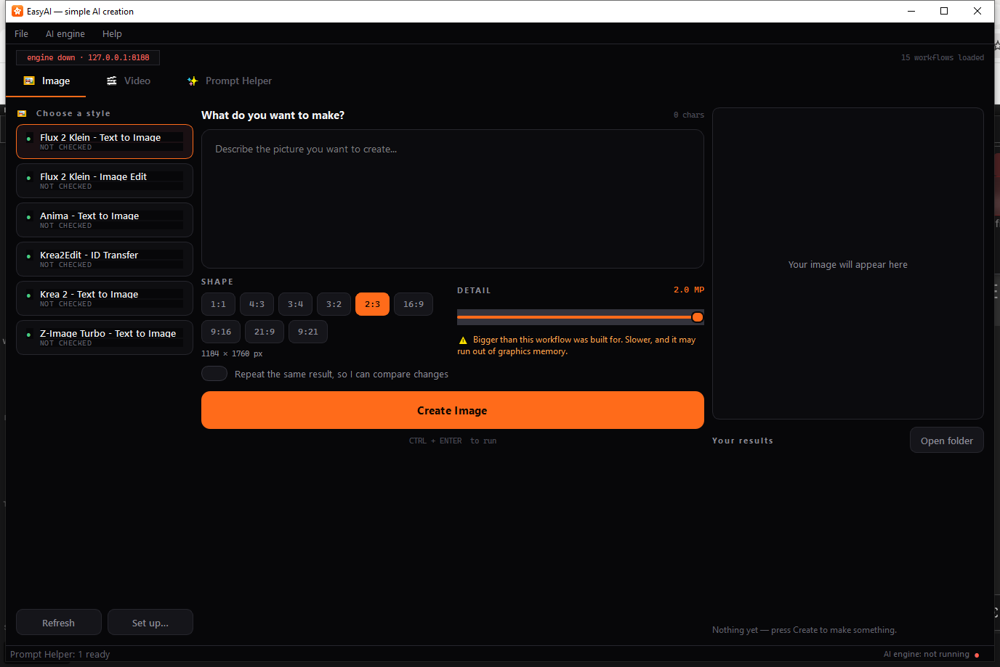 EasyAI — simple AI creation
File AI engine Help
engine down · 127.0.0.1:8188
15 workflows loaded
Image Video Prompt Helper
Choose a style
Flux 2 Klein - Text to Image
NOT CHECKED
Flux 2 Klein - Image Edit
NOT CHECKED
Anima - Text to Image
NOT CHECKED
Krea2Edit - ID Transfer
NOT CHECKED
Krea 2 - Text to Image
NOT CHECKED
Z-Image Turbo - Text to Image
NOT CHECKED
Refresh Set up...
What do you want to make?
0 chars
Describe the picture you want to create...
SHAPE
1:1 4:3 3:4 3:2 2:3 16:9
9:16 21:9 9:21
1184 × 1760 px
DETAIL
2.0 MP
Bigger than this workflow was built for. Slower, and it may
run out of graphics memory.
Repeat the same result, so I can compare changes
Create Image
CTRL + ENTER to run
Your image will appear here
Your results
Open folder
Nothing yet — press Create to make something.
Prompt Helper: 1 ready
AI engine: not running